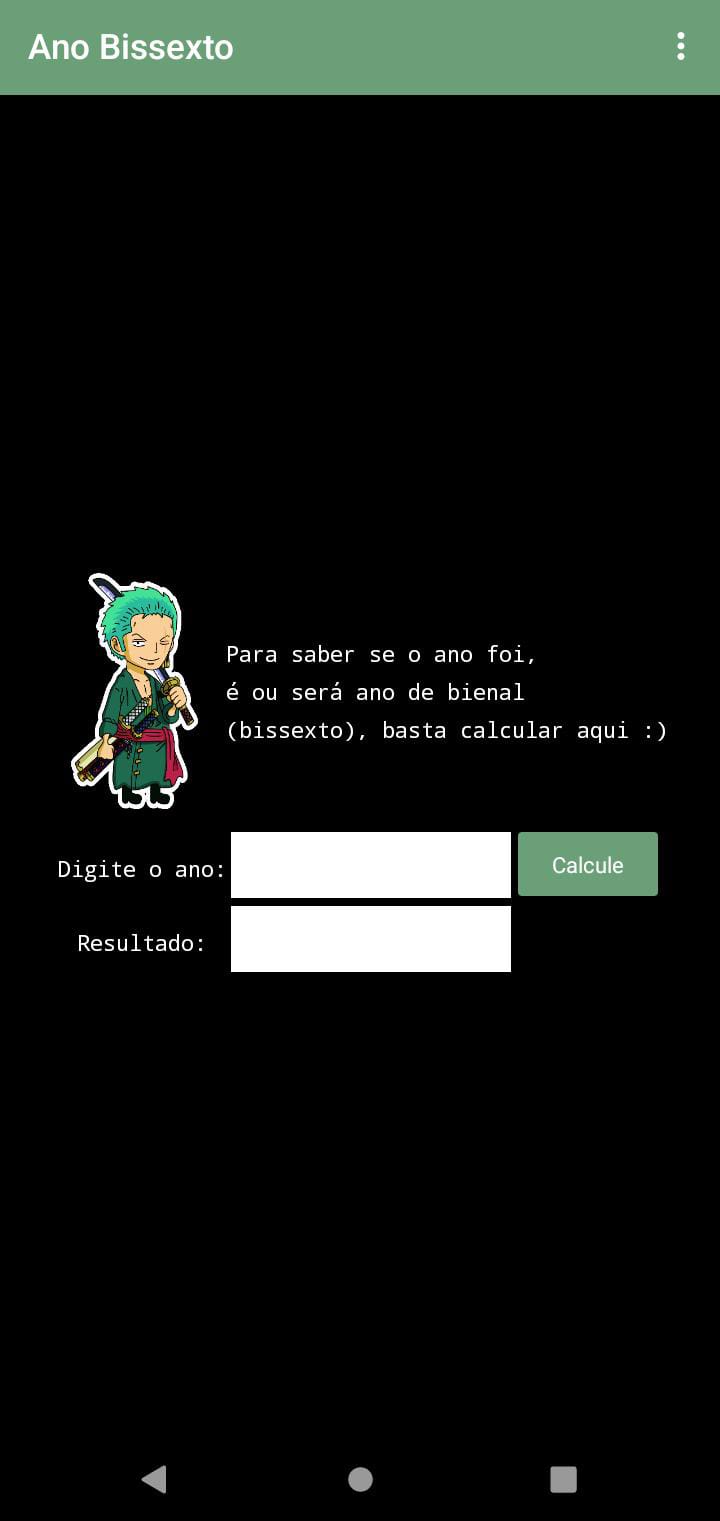 Ano Bissexto
Para saber se o ano foi,
é ou será ano de bienal
(bissexto), basta calcular aqui :)
Digite o ano:
Calcule
Resultado: